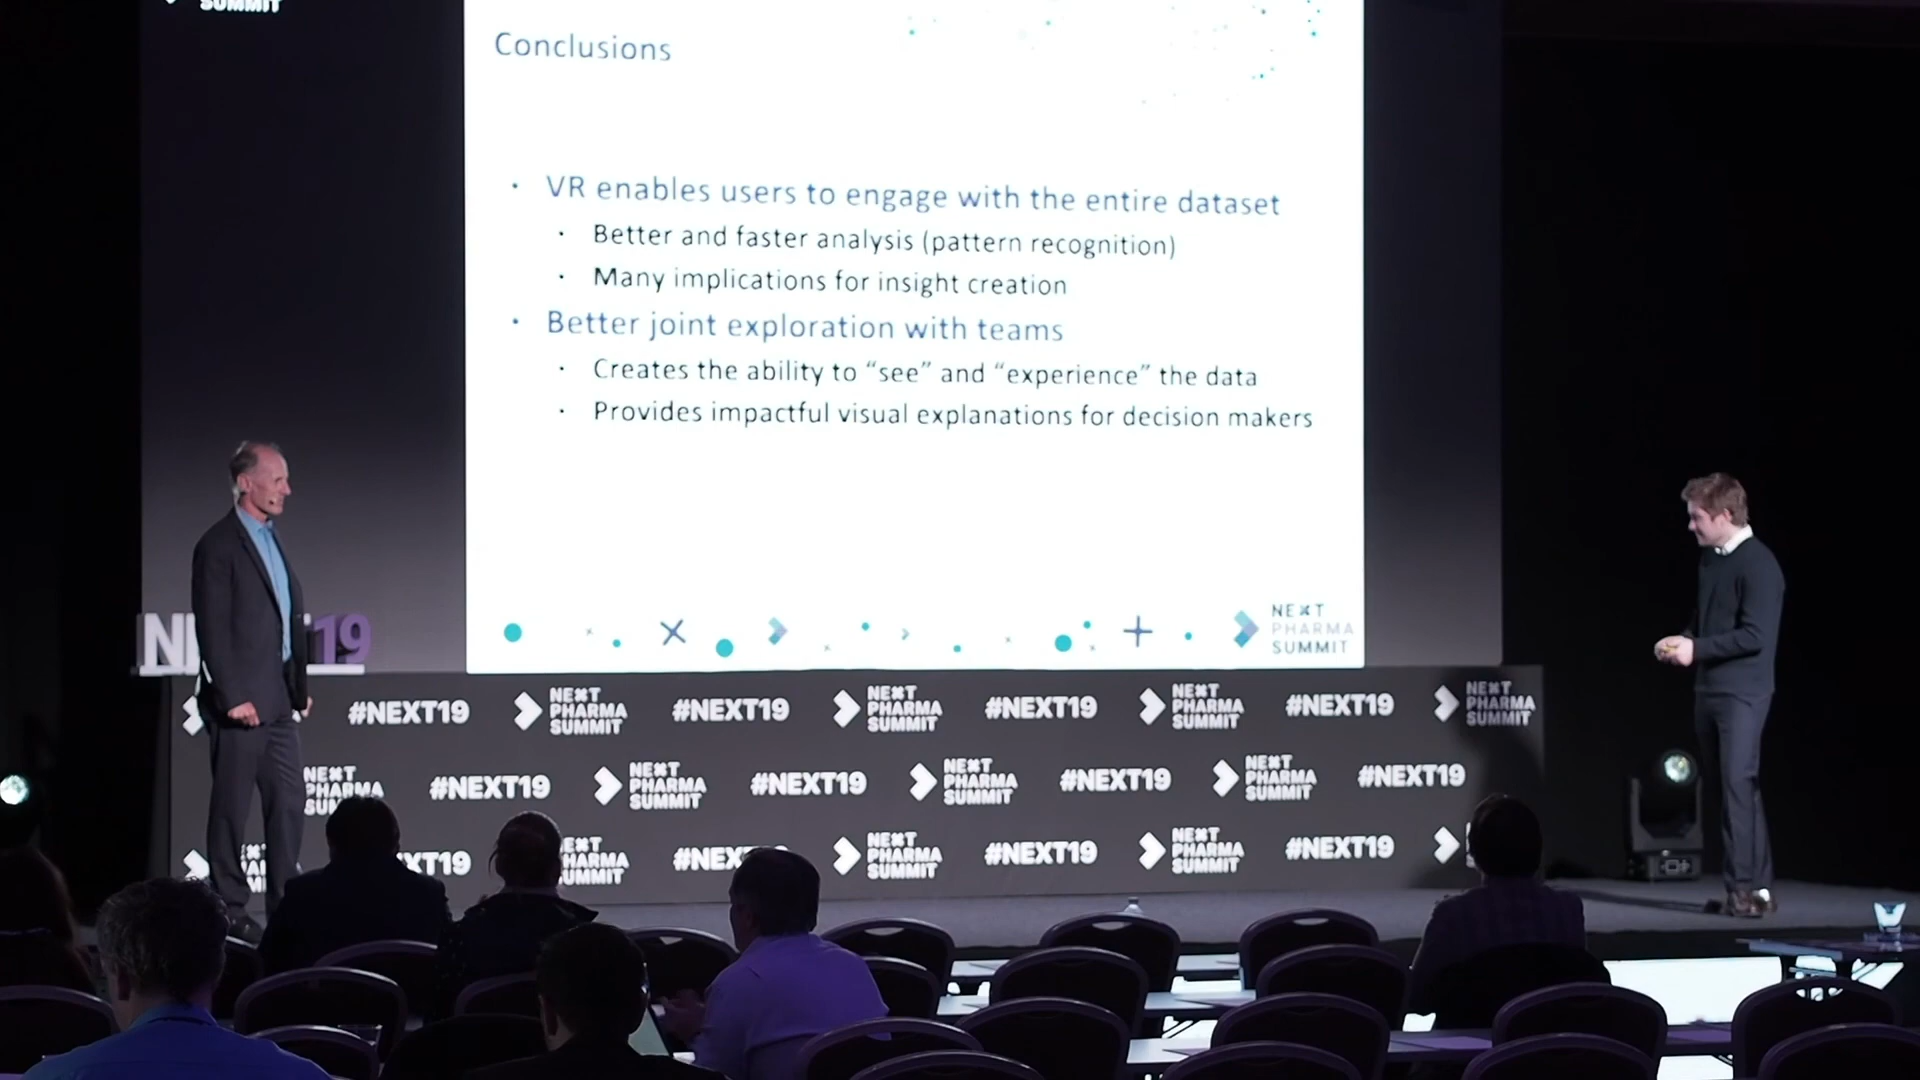 SUMMIT
Conclusions
• VR enables users to engage with the entire dataset
• Better and faster analysis (pattern recognition)
• Many implications for insight creation
• Better joint exploration with teams
• Creates the ability to “see” and “experience” the data
• Provides impactful visual explanations for decision makers
NEXT
PHARMA
SUMMIT
N 19
#NEXT19 NEXT PHARMA SUMMIT #NEXT19 NEXT PHARMA SUMMIT #NEXT19 NEXT PHARMA SUMMIT #NEXT19 NEXT PHARMA SUMMIT
NEXT PHARMA #NEXT19 NEXT PHARMA SUMMIT #NEXT19 NEXT PHARMA SUMMIT #NEXT19 NEXT PHARMA SUMMIT #NEXT19
#NEXT19 NEXT PHARMA SUMMIT #NEXT19 NEXT PHARMA SUMMIT #NEXT19